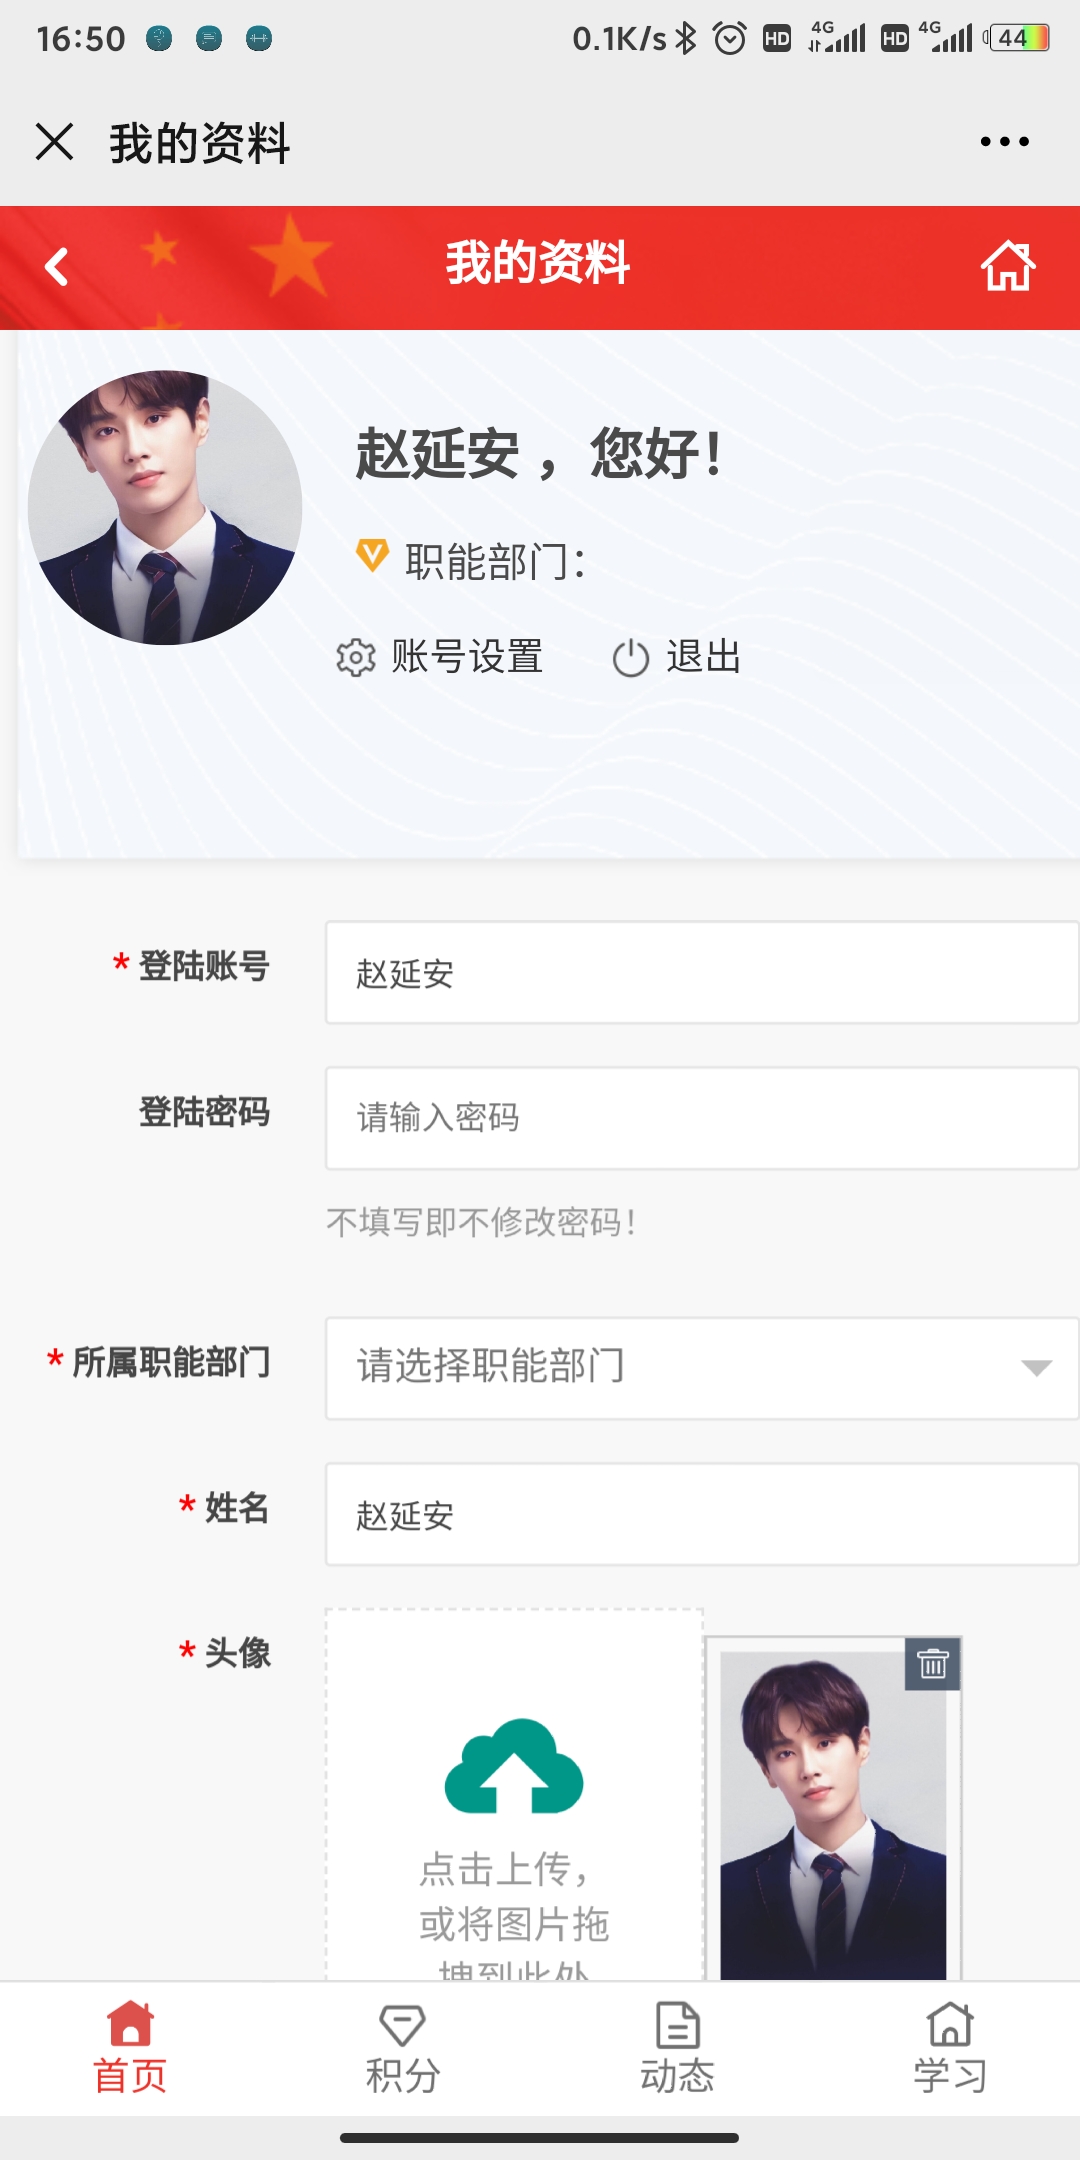 16:50 0.1K/s HD 4G HD 4G 44
我的资料
我的资料
赵延安，您好！
职能部门：
账号设置 退出
* 登陆账号 赵延安
登陆密码 请输入密码
不填写即不修改密码！
* 所属职能部门 请选择职能部门
* 姓名 赵延安
* 头像
点击上传，
或将图片拖
拽到此处
首页 积分 动态 学习